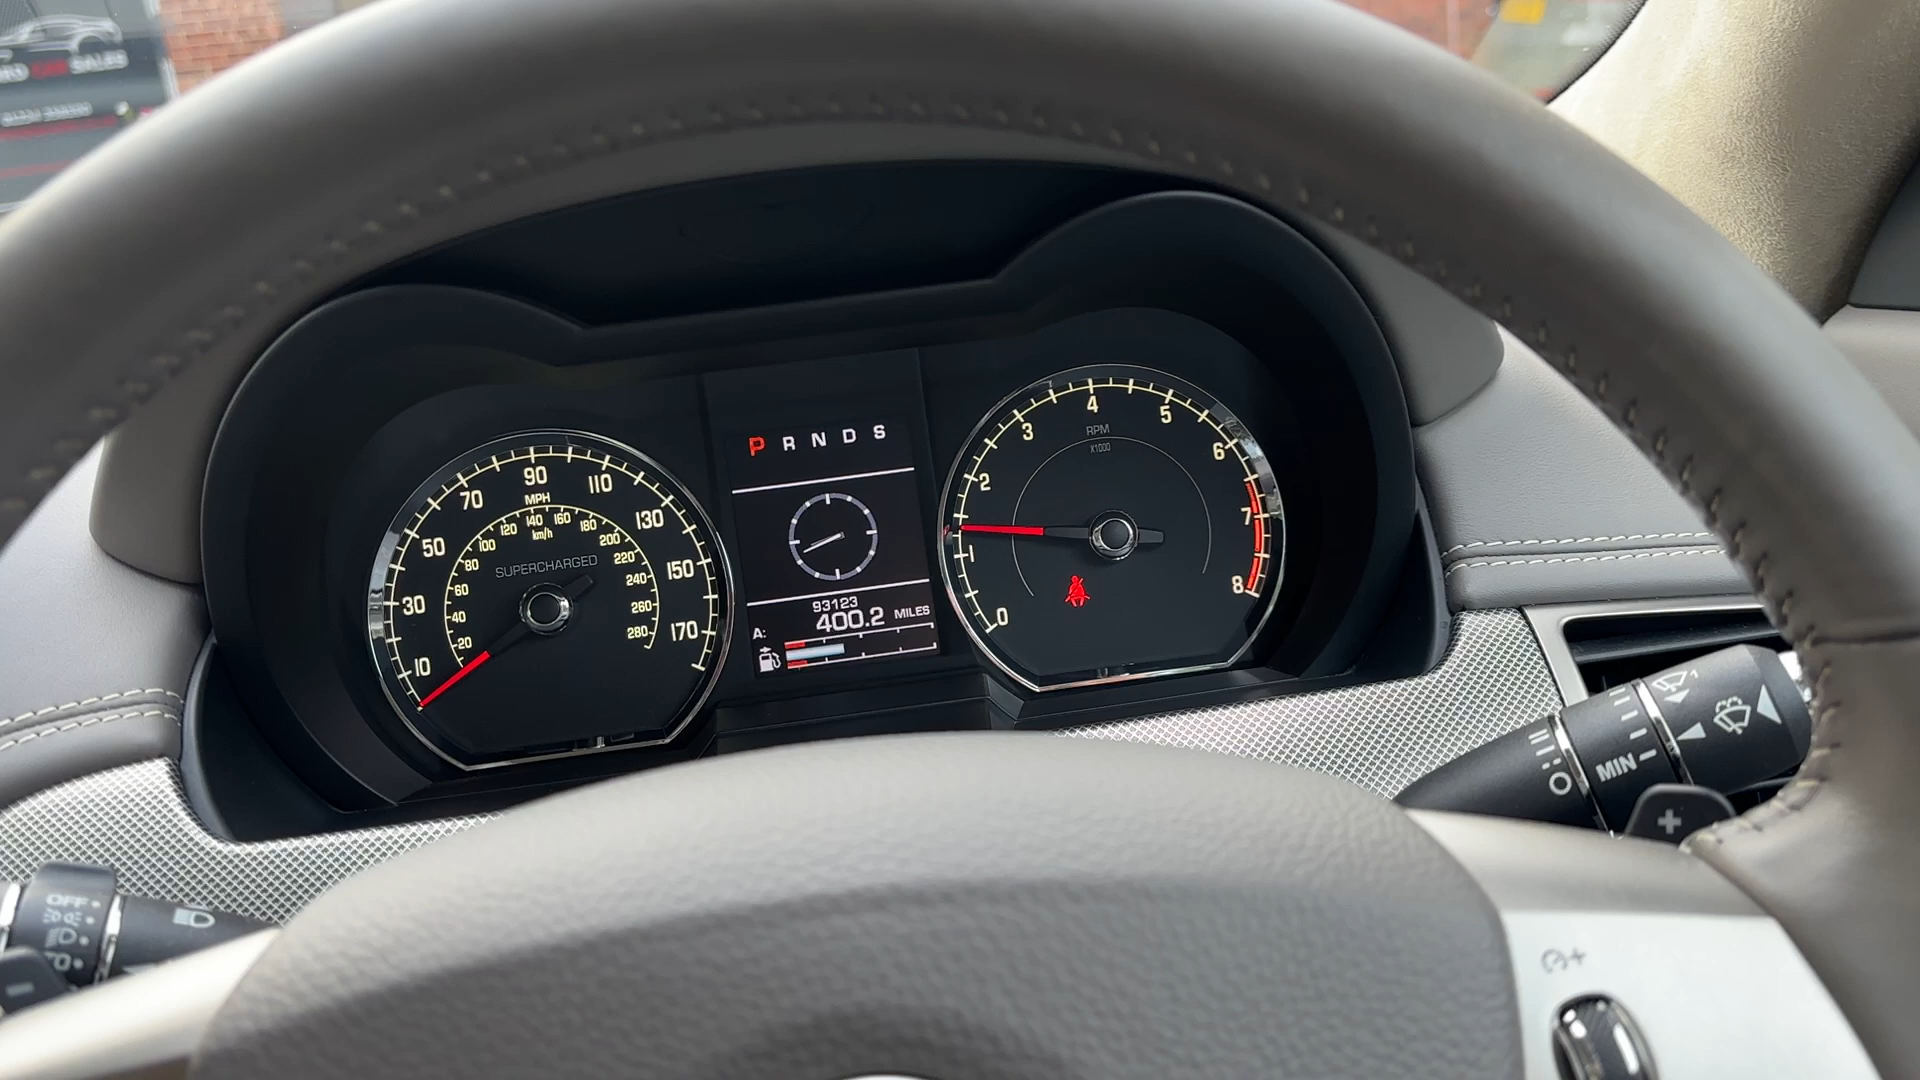 SALES
P R N D S
93123
400.2 MILES
A:
10 30 50 70 90 110 130 150 170
MPH
20 40 60 80 100 120 140 160 180 200 220 240 260 280
km/h
SUPERCHARGED
0 1 2 3 4 5 6 7 8
RPM
X1000
MIN
1
O
+
OFF
-
+